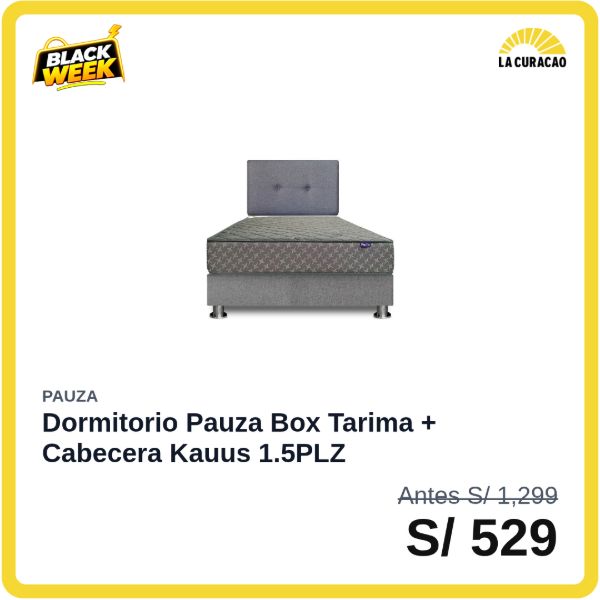 BLACK
WEEK
LA CURACAO
PAUZA
Dormitorio Pauza Box Tarima +
Cabecera Kauus 1.5PLZ
Antes S/ 1,299
S/ 529